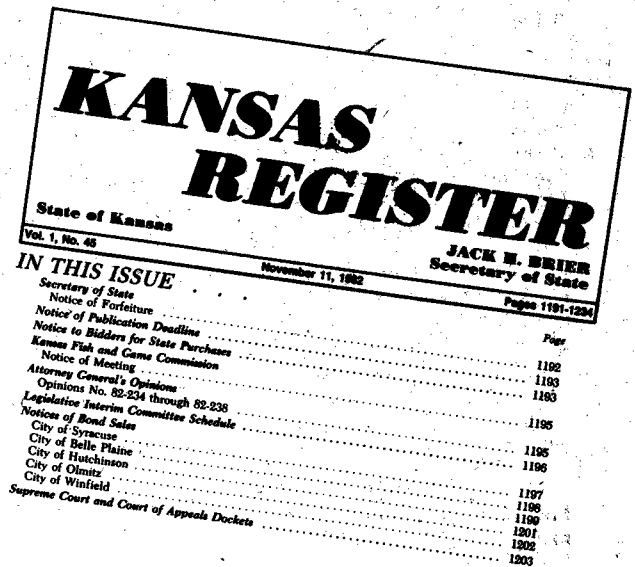 KANSAS
REGISTER
State of Kansas
JACK H. BRIER
Secretary of State
Vol. 1, No. 45
November 11, 1982
Pages 1191-1234
IN THIS ISSUE . . .
Page
Secretary of State
Notice of Forfeiture ..... 1192
Notice of Publication Deadline ..... 1193
Notice to Bidders for State Purchases ..... 1193
Kansas Fish and Game Commission
Notice of Meeting ..... 1195
Attorney General's Opinions
Opinions No. 82-234 through 82-238 ..... 1195
Legislative Interim Committee Schedule ..... 1196
Notices of Bond Sales
City of Syracuse ..... 1197
City of Belle Plaine ..... 1198
City of Hutchinson ..... 1199
City of Olmitz ..... 1201
City of Winfield ..... 1202
Supreme Court and Court of Appeals Dockets ..... 1203